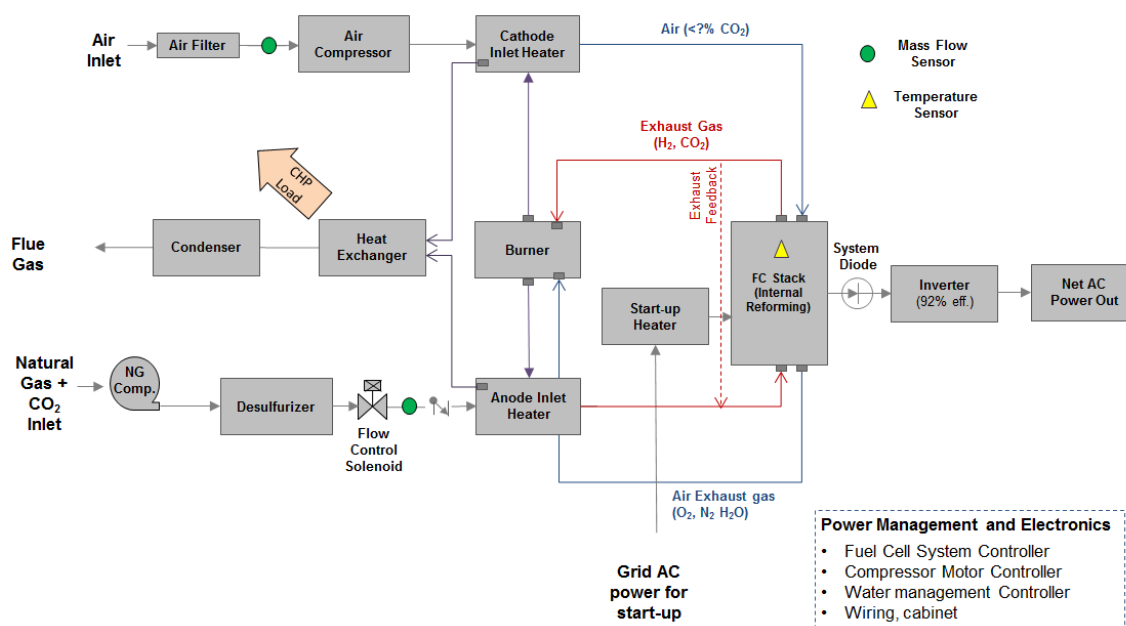 Air
Inlet
Air Filter
Air
Compressor
Cathode
Inlet Heater
Air (<?% CO₂)
Mass Flow
Sensor
Temperature
Sensor
Exhaust Gas
(H₂, CO₂)
Exhaust
Feedback
CHP
Load
Flue
Gas
Condenser
Heat
Exchanger
Burner
FC Stack
(Internal
Reforming)
System
Diode
Inverter
(92% eff.)
Net AC
Power Out
Start-up
Heater
Natural
Gas +
CO₂
Inlet
NG
Comp.
Desulfurizer
Flow
Control
Solenoid
Anode Inlet
Heater
Air Exhaust gas
(O₂, N₂ H₂O)
Grid AC
power for
start-up
Power Management and Electronics
• Fuel Cell System Controller
• Compressor Motor Controller
• Water management Controller
• Wiring, cabinet